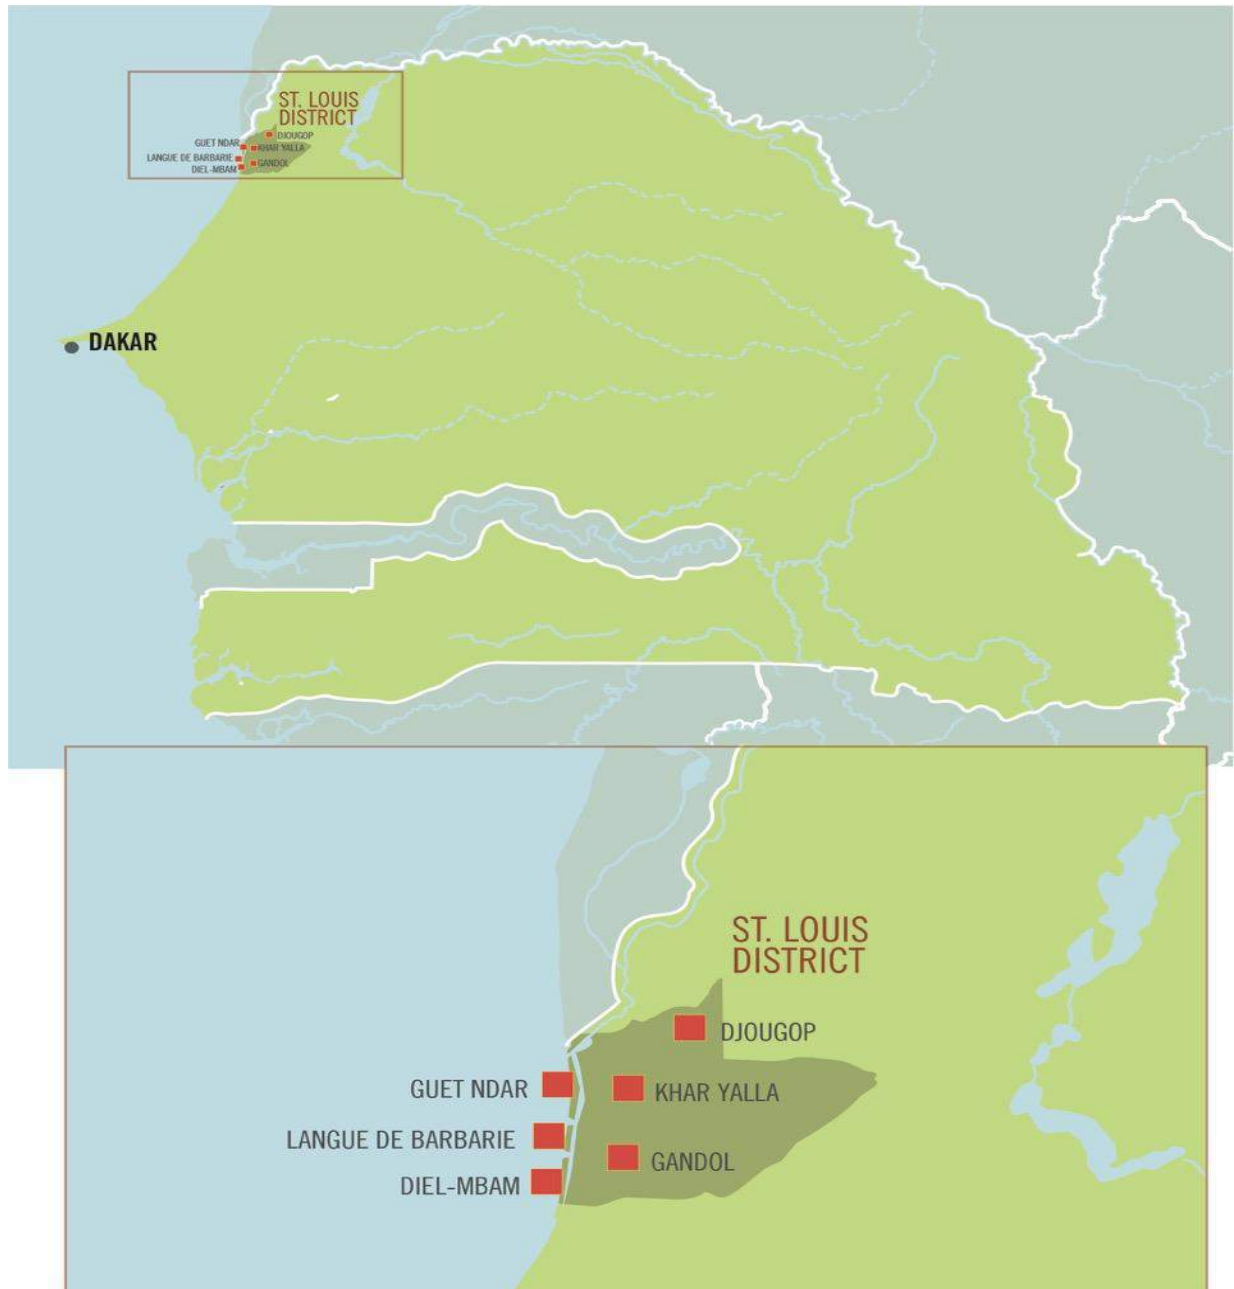 ST. LOUIS
DISTRICT
DJOUGOP
GUET NDAR
KHAR YALLA
LANGUE DE BARBARIE
GANDOL
DIEL-MBAM
DAKAR
ST. LOUIS
DISTRICT
DJOUGOP
GUET NDAR
KHAR YALLA
LANGUE DE BARBARIE
GANDOL
DIEL-MBAM